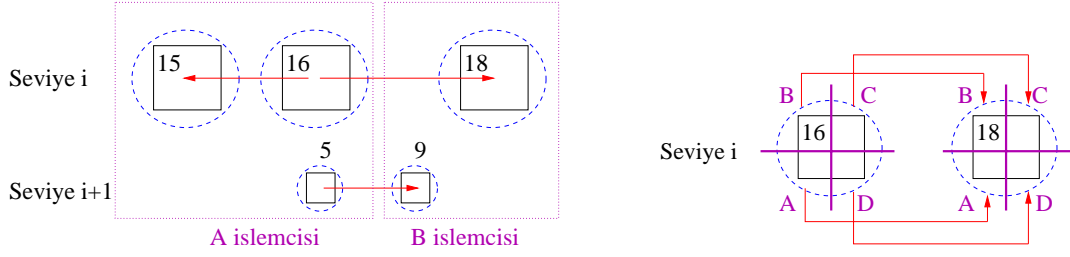 Seviye i
15
16
18
Seviye i+1
5
9
A islemcisi
B islemcisi
Seviye i
B
C
B
C
16
18
A
D
A
D